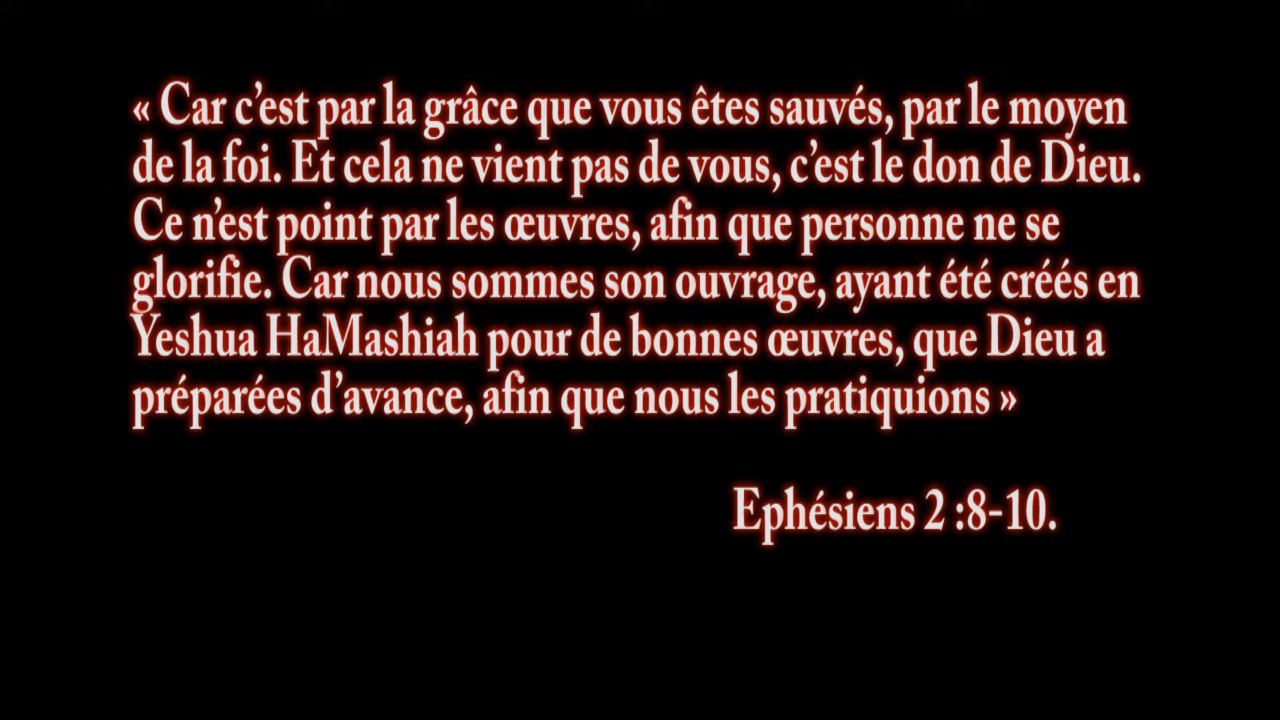 « Car c’est par la grâce que vous êtes sauvés, par le moyen
de la foi. Et cela ne vient pas de vous, c’est le don de Dieu.
Ce n’est point par les œuvres, afin que personne ne se
glorifie. Car nous sommes son ouvrage, ayant été créés en
Yeshua HaMashiah pour de bonnes œuvres, que Dieu a
préparées d’avance, afin que nous les pratiquions »
Ephésiens 2 :8-10.